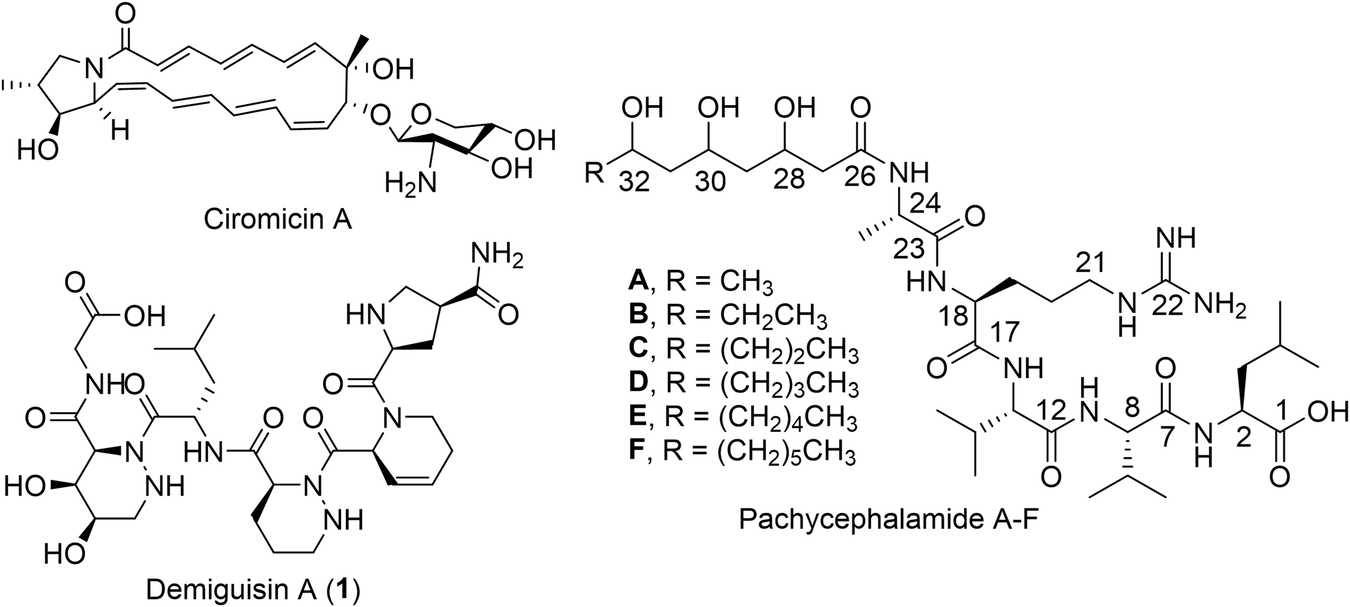 O
N
OH
HO
H
O
O
OH
OH
H₂N
Ciromicin A
OH
OH
OH
O
R
32
30
28
26
NH
24
O
23
HN
21
NH
18
N
H
22
NH₂
17
O
NH
12
O
H
N
8
O
7
N
H
2
1
OH
O
A, R = CH₃
B, R = CH₂CH₃
C, R = (CH₂)₂CH₃
D, R = (CH₂)₃CH₃
E, R = (CH₂)₄CH₃
F, R = (CH₂)₅CH₃
Pachycephalamide A-F
O
OH
NH
O
O
N
NH
HO
HO
NH
O
N
NH
O
N
O
HN
NH₂
O
Demiguisin A (1)